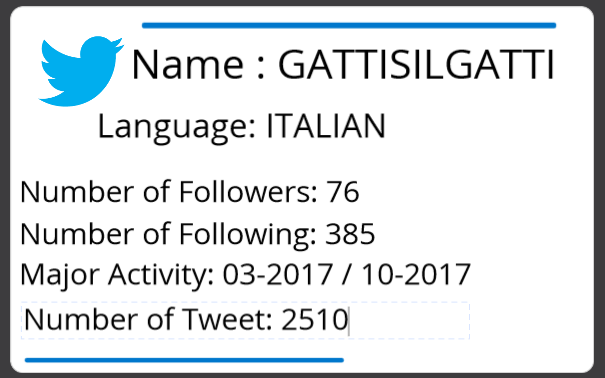 Name : GATTISILGATTI
Language: ITALIAN
Number of Followers: 76
Number of Following: 385
Major Activity: 03-2017 / 10-2017
Number of Tweet: 2510